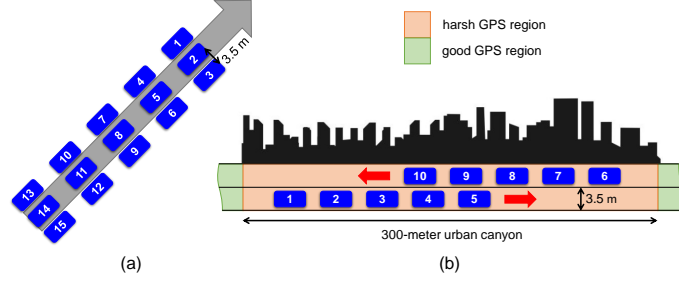 harsh GPS region
good GPS region
1
2
3
3.5 m
4
5
6
7
8
9
10
11
12
13
14
15
10 9 8 7 6
1 2 3 4 5
3.5 m
300-meter urban canyon
(a)
(b)